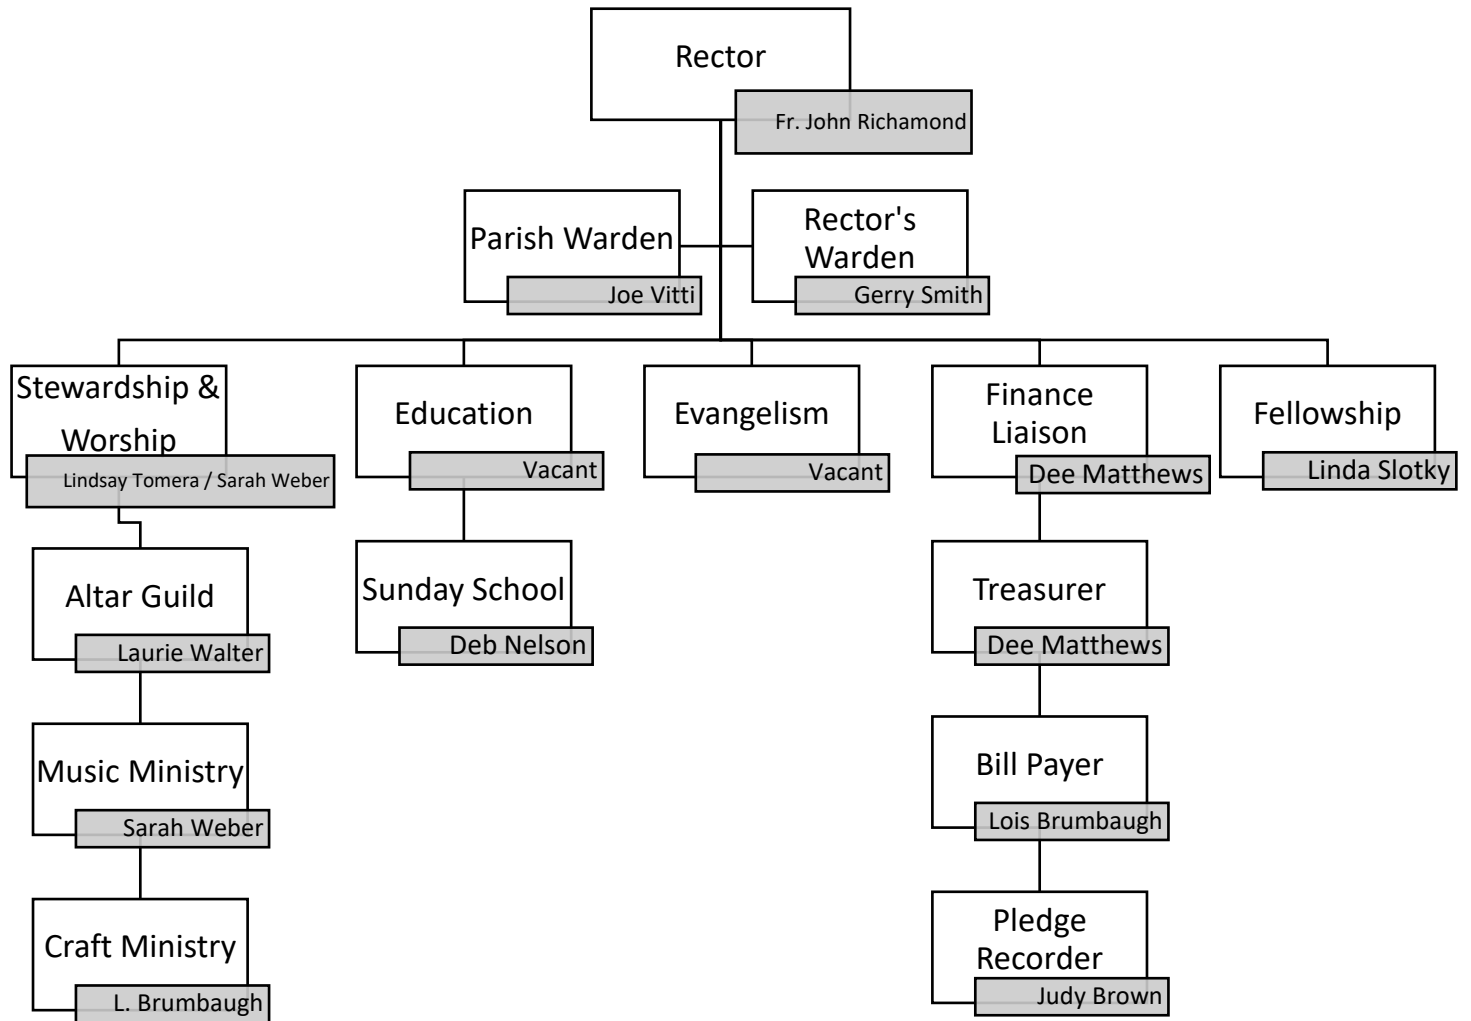 Rector
Fr. John Richamond
Parish Warden
Joe Vitti
Rector's
Warden
Gerry Smith
Stewardship &
Worship
Lindsay Tomera / Sarah Weber
Education
Vacant
Evangelism
Vacant
Finance
Liaison
Dee Matthews
Fellowship
Linda Slotky
Altar Guild
Laurie Walter
Sunday School
Deb Nelson
Treasurer
Dee Matthews
Music Ministry
Sarah Weber
Bill Payer
Lois Brumbaugh
Craft Ministry
L. Brumbaugh
Pledge
Recorder
Judy Brown